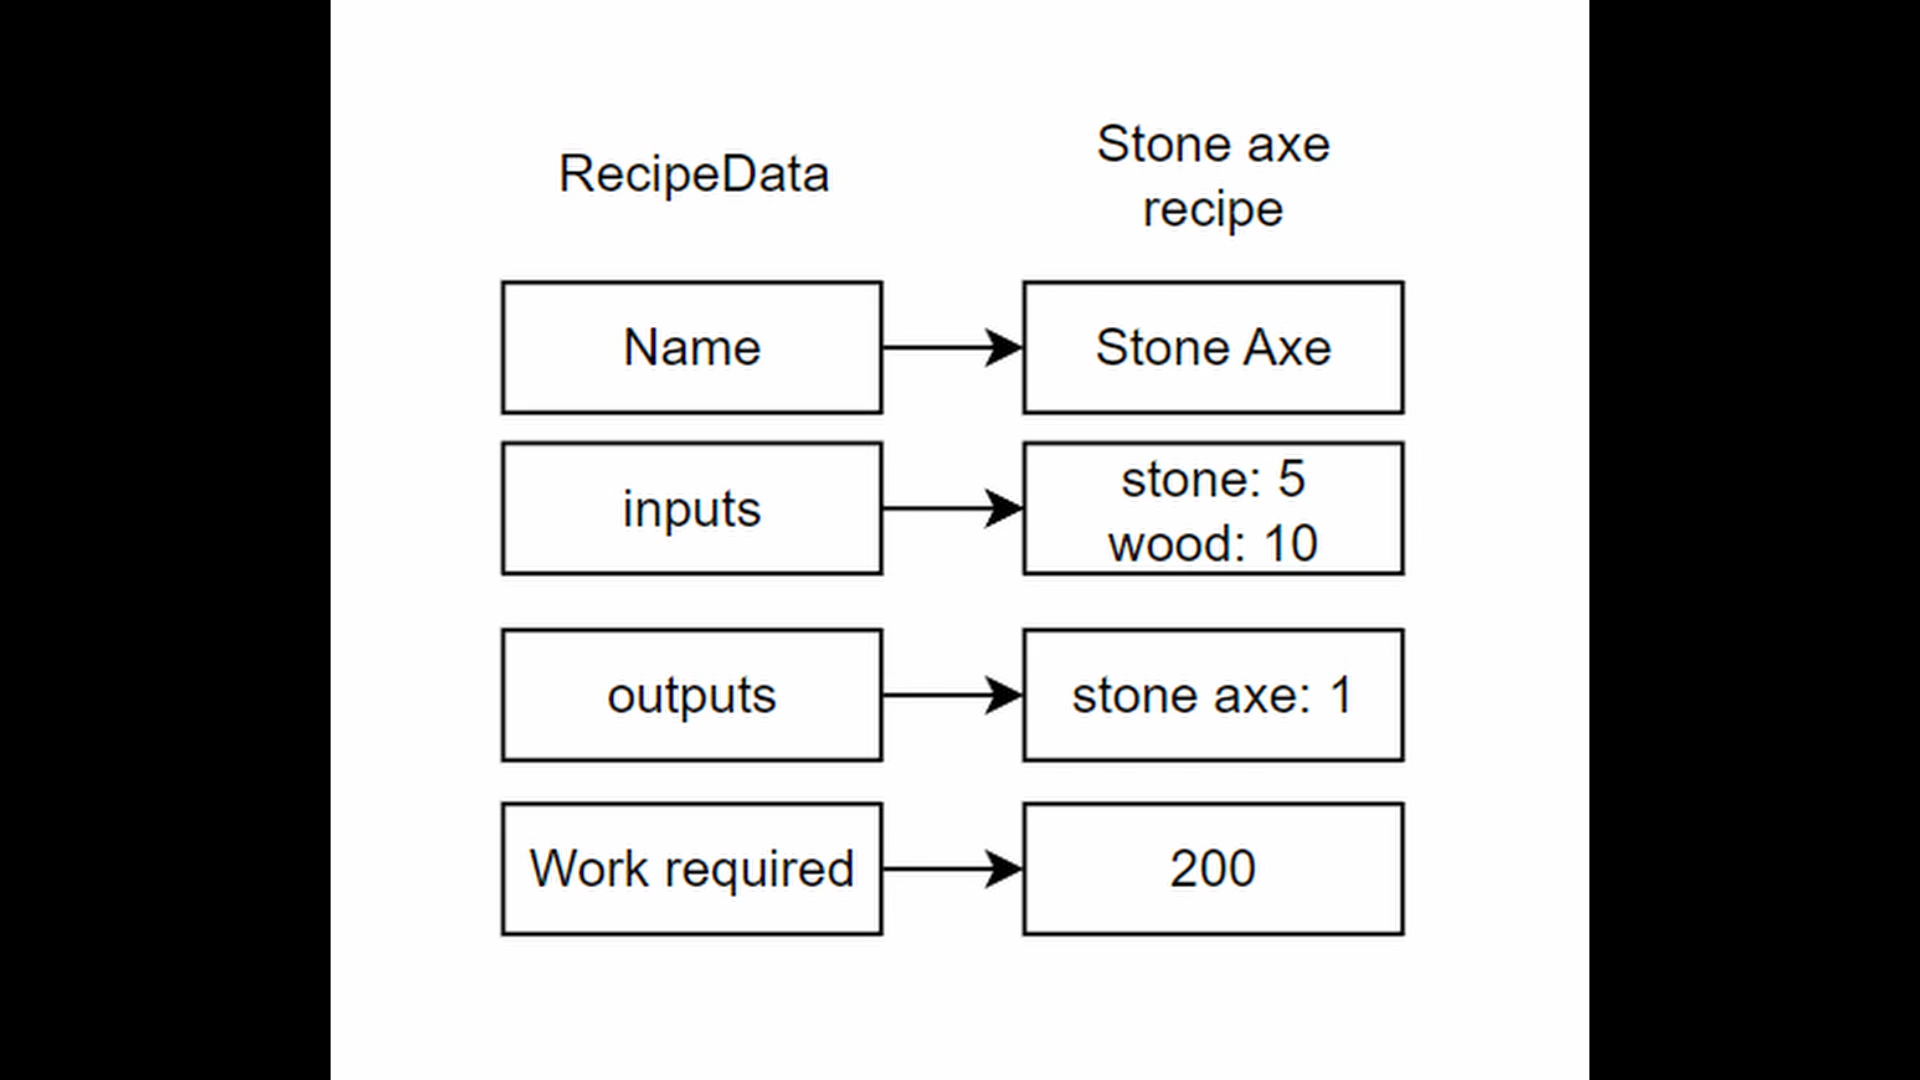 RecipeData
Stone axe
recipe
Name
Stone Axe
inputs
stone: 5
wood: 10
outputs
stone axe: 1
Work required
200